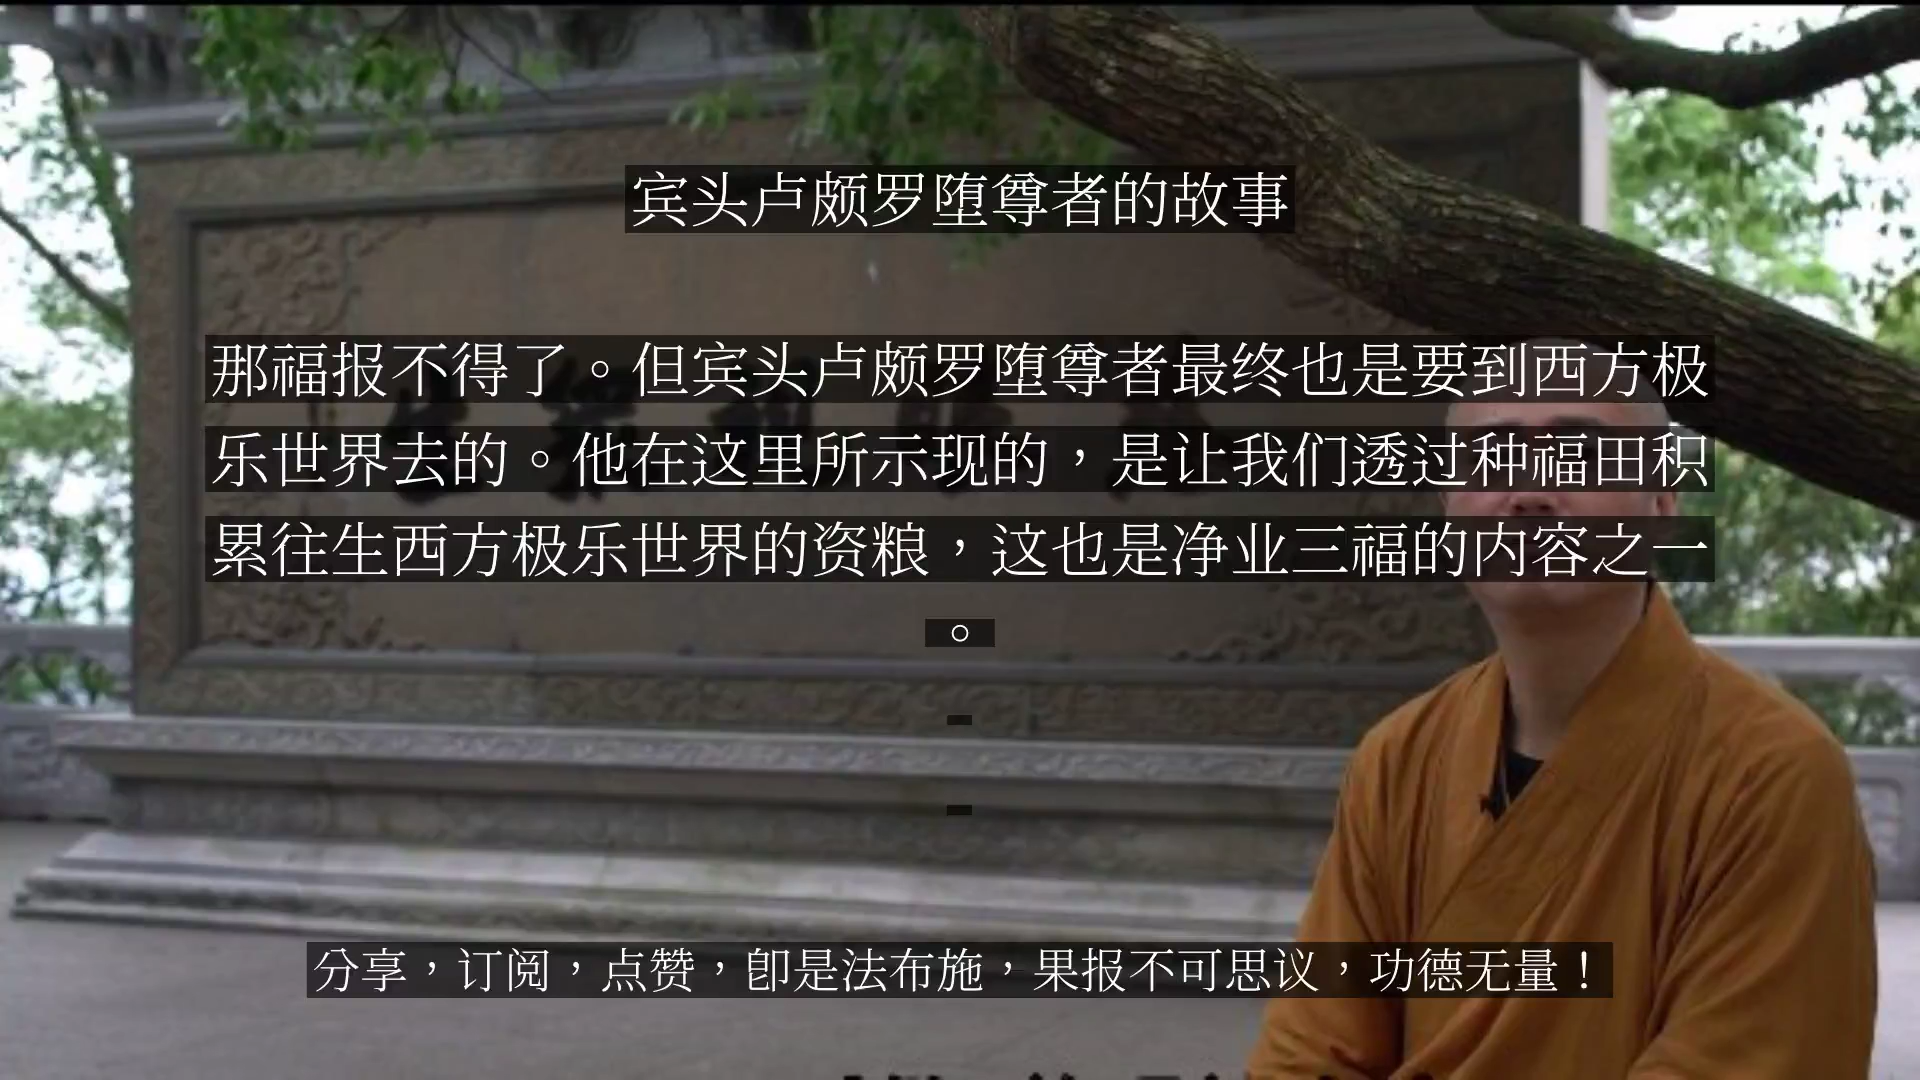 宾头卢颇罗堕尊者的故事
那福报不得了。但宾头卢颇罗堕尊者最终也是要到西方极
乐世界去的。他在这里所示现的，是让我们透过种福田积
累往生西方极乐世界的资粮，这也是净业三福的内容之一
。
分享，订阅，点赞，即是法布施，果报不可思议，功德无量！